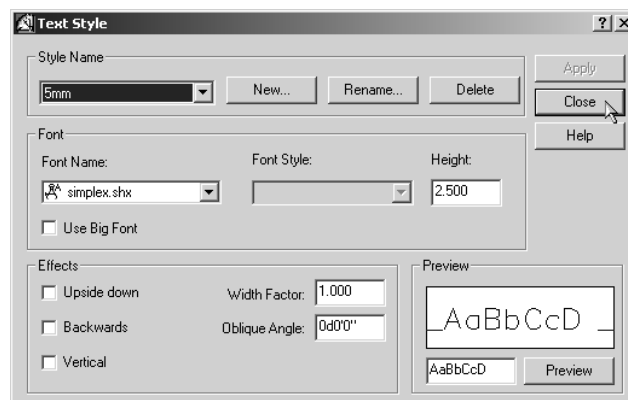 Text Style
Style Name
5mm
New...
Rename...
Delete
Apply
Close
Help
Font
Font Name:
Font Style:
Height:
simplex.shx
2.500
Use Big Font
Effects
Upside down
Width Factor:
1.000
Backwards
Oblique Angle:
0d0'0"
Vertical
Preview
AaBbCcD
AaBbCcD
Preview